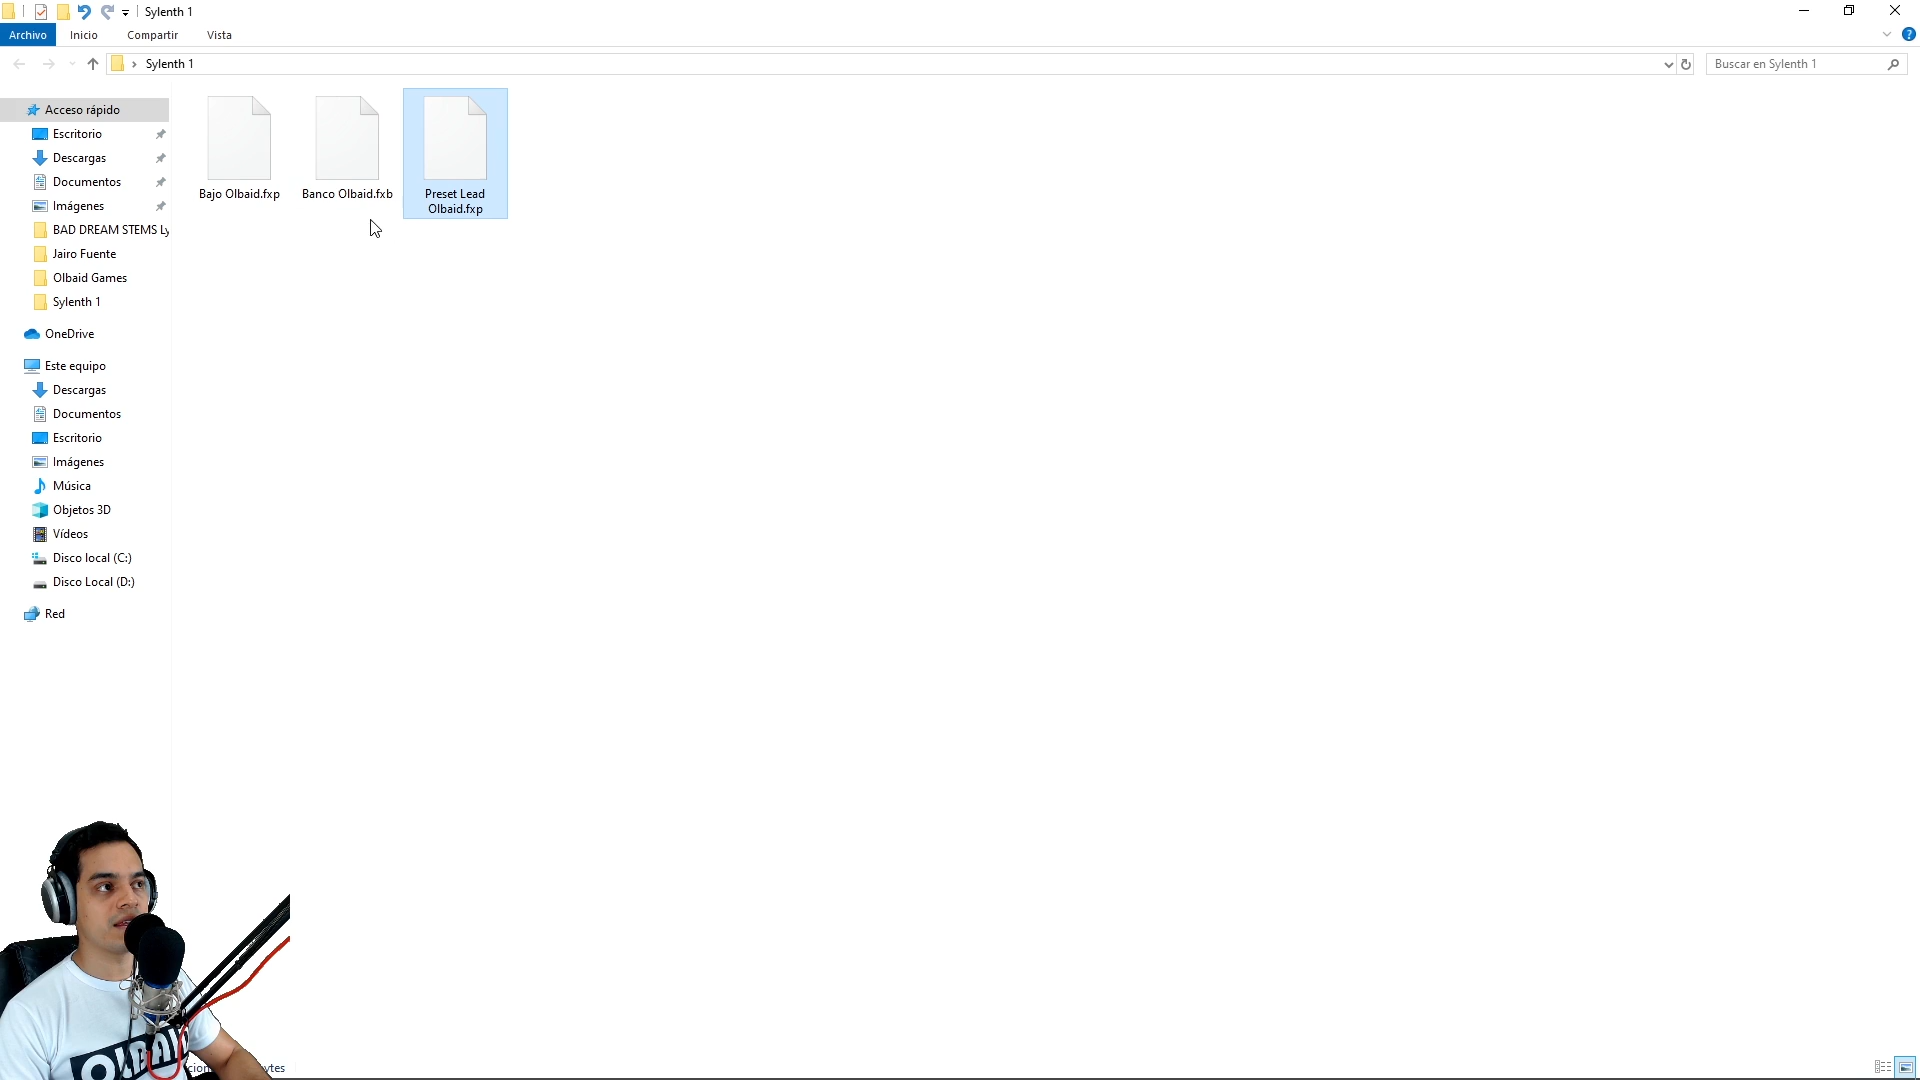 Sylenth 1
Archivo
Inicio
Compartir
Vista
Sylenth 1
Buscar en Sylenth 1
Acceso rápido
Escritorio
Descargas
Documentos
Imágenes
BAD DREAM STEMS Ly
Jairo Fuente
Olbaid Games
Sylenth 1
OneDrive
Este equipo
Descargas
Documentos
Escritorio
Imágenes
Música
Objetos 3D
Vídeos
Disco local (C:)
Disco Local (D:)
Red
Bajo Olbaid.fxp
Banco Olbaid.fxb
Preset Lead
Olbaid.fxp